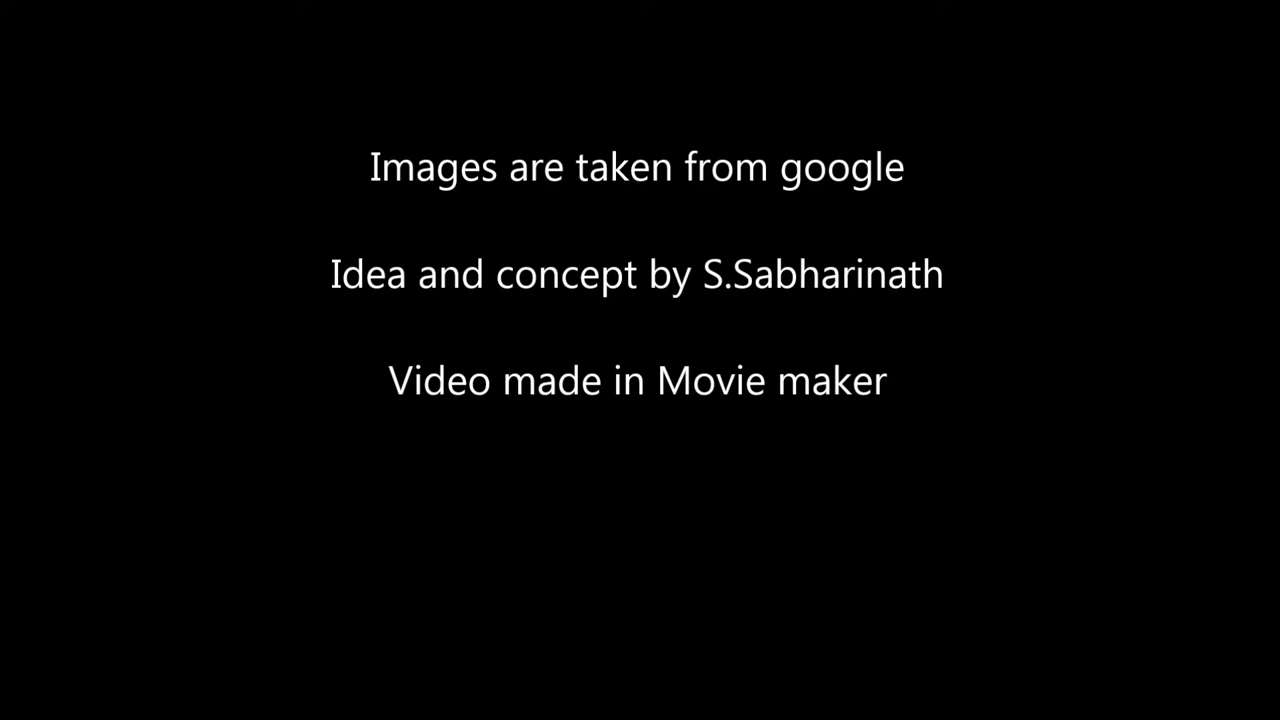 Images are taken from google
Idea and concept by S.Sabharinath
Video made in Movie maker